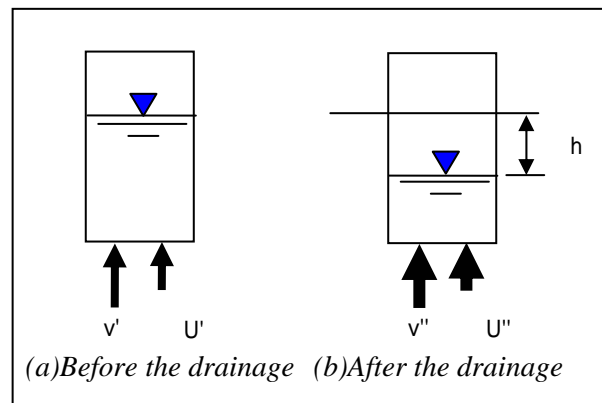 h
v' U' v" U"
(a)Before the drainage (b)After the drainage